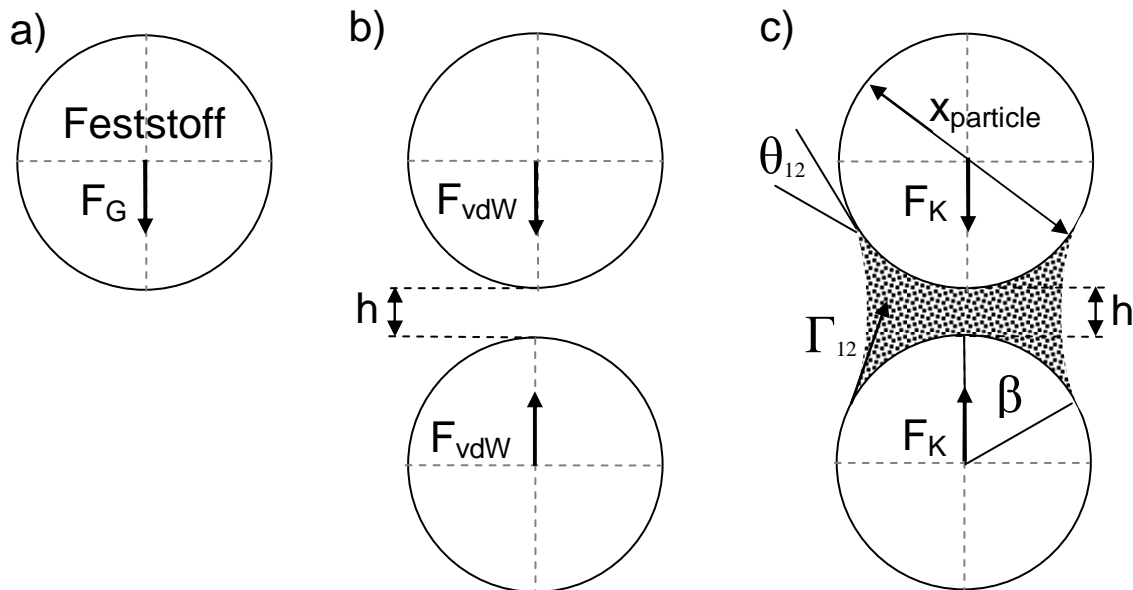 a)
Feststoff
F_G
b)
F_vdW
h
F_vdW
c)
x_particle
θ_12
F_K
h
Γ_12
β
F_K